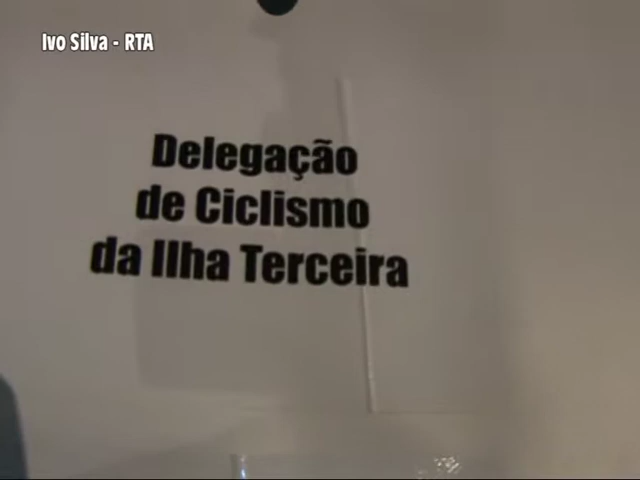 Ivo Silva - RTA
Delegação
de Ciclismo
da Ilha Terceira